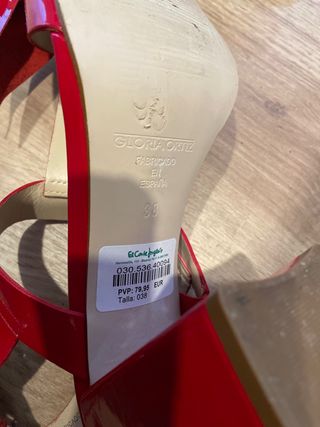 GLORIA ORTIZ
FABRICADO
EN
ESPAÑA
38
El Corte Inglés
030.536.40094
PVP: 79,95 EUR
Talla: 038